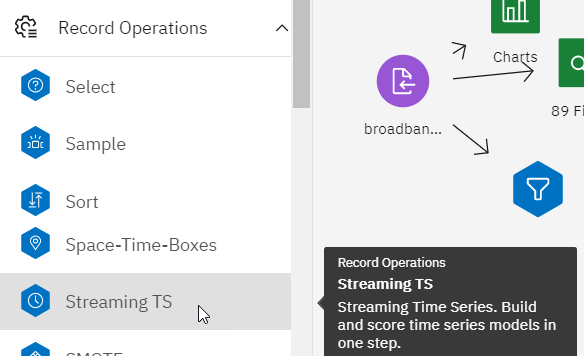 Record Operations
Select
Sample
Sort
Space-Time-Boxes
Streaming TS
Charts
89 Fi
broadban...
Record Operations
Streaming TS
Streaming Time Series. Build
and score time series models in
one step.